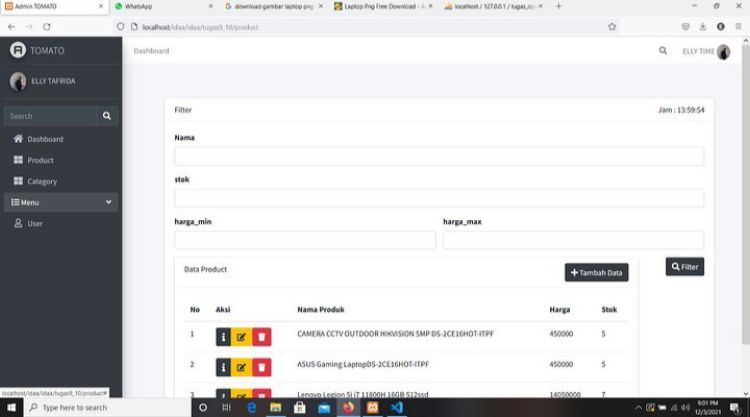 Admin TOMATO
WhatsApp
download gambar laptop png
Laptop Png Free Download
localhost / 127.0.0.1 / tugas_dp
localhost/idaa/idaa/tugas9_10/product
TOMATO
Dashboard
ELLY TIME
ELLY TAFRIDA
Search
Dashboard
Product
Category
Menu
User
Filter
Jam : 13:59:54
Nama
stok
harga_min
harga_max
Data Product
Tambah Data
Filter
No Aksi Nama Produk Harga Stok
1 CAMERA CCTV OUTDOOR HIKVISION 5MP DS-2CE16HOT-ITPF 450000 5
2 ASUS Gaming LaptopDS-2CE16HOT-ITPF 450000 5
3 Lenovo Legion 5i i7 11800H 16GB 512ssd 14050000 7
localhost/idaa/idaa/tugas9_10/product#
Type here to search
9:01 PM
12/3/2021